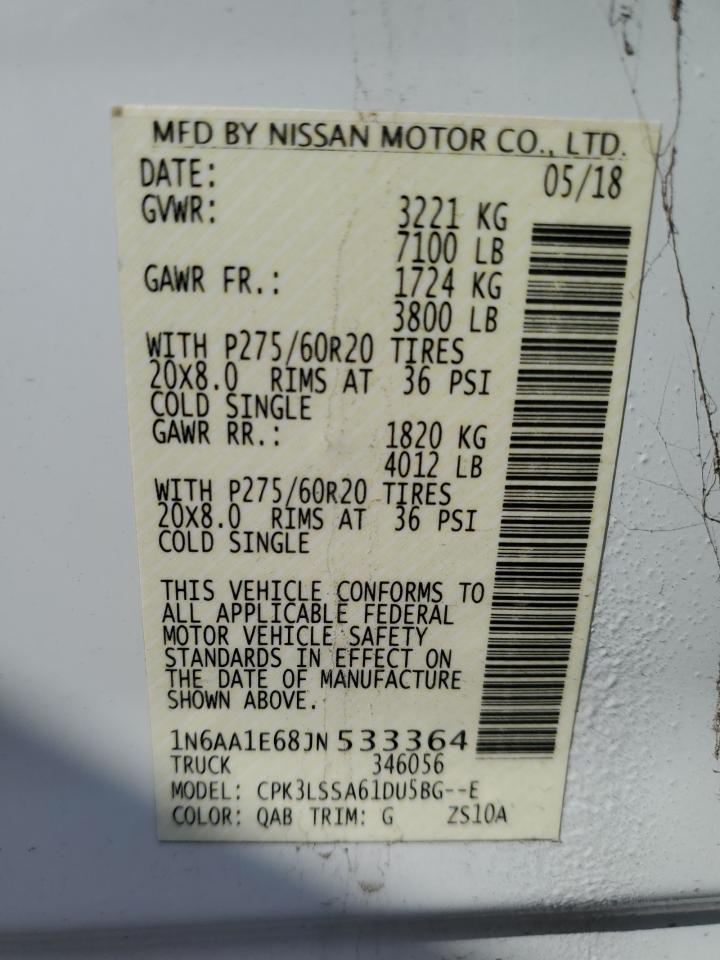 MFD BY NISSAN MOTOR CO., LTD.
DATE: 05/18
GVWR: 3221 KG
7100 LB
GAWR FR.: 1724 KG
3800 LB
WITH P275/60R20 TIRES
20X8.0 RIMS AT 36 PSI
COLD SINGLE
GAWR RR.: 1820 KG
4012 LB
WITH P275/60R20 TIRES
20X8.0 RIMS AT 36 PSI
COLD SINGLE
THIS VEHICLE CONFORMS TO
ALL APPLICABLE FEDERAL
MOTOR VEHICLE SAFETY
STANDARDS IN EFFECT ON
THE DATE OF MANUFACTURE
SHOWN ABOVE.
1N6AA1E68JN533364
TRUCK 346056
MODEL: CPK3LSSA61DU5BG--E
COLOR: QAB TRIM: G ZS10A